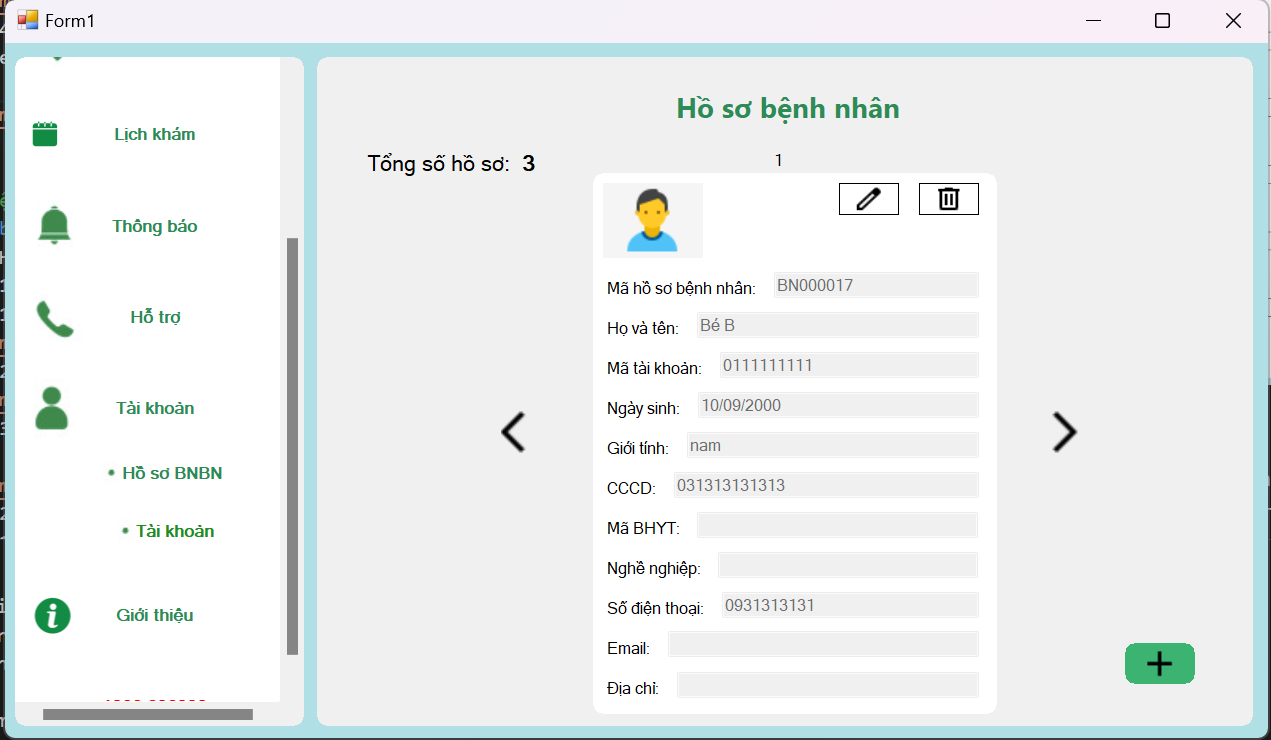 Form1
Lịch khám
Thông báo
Hỗ trợ
Tài khoản
• Hồ sơ BNBN
• Tài khoản
Giới thiệu
Hồ sơ bệnh nhân
Tổng số hồ sơ: 3
1
Mã hồ sơ bệnh nhân: BN000017
Họ và tên: Bé B
Mã tài khoản: 0111111111
Ngày sinh: 10/09/2000
Giới tính: nam
CCCD: 031313131313
Mã BHYT:
Nghề nghiệp:
Số điện thoại: 0931313131
Email:
Địa chỉ: